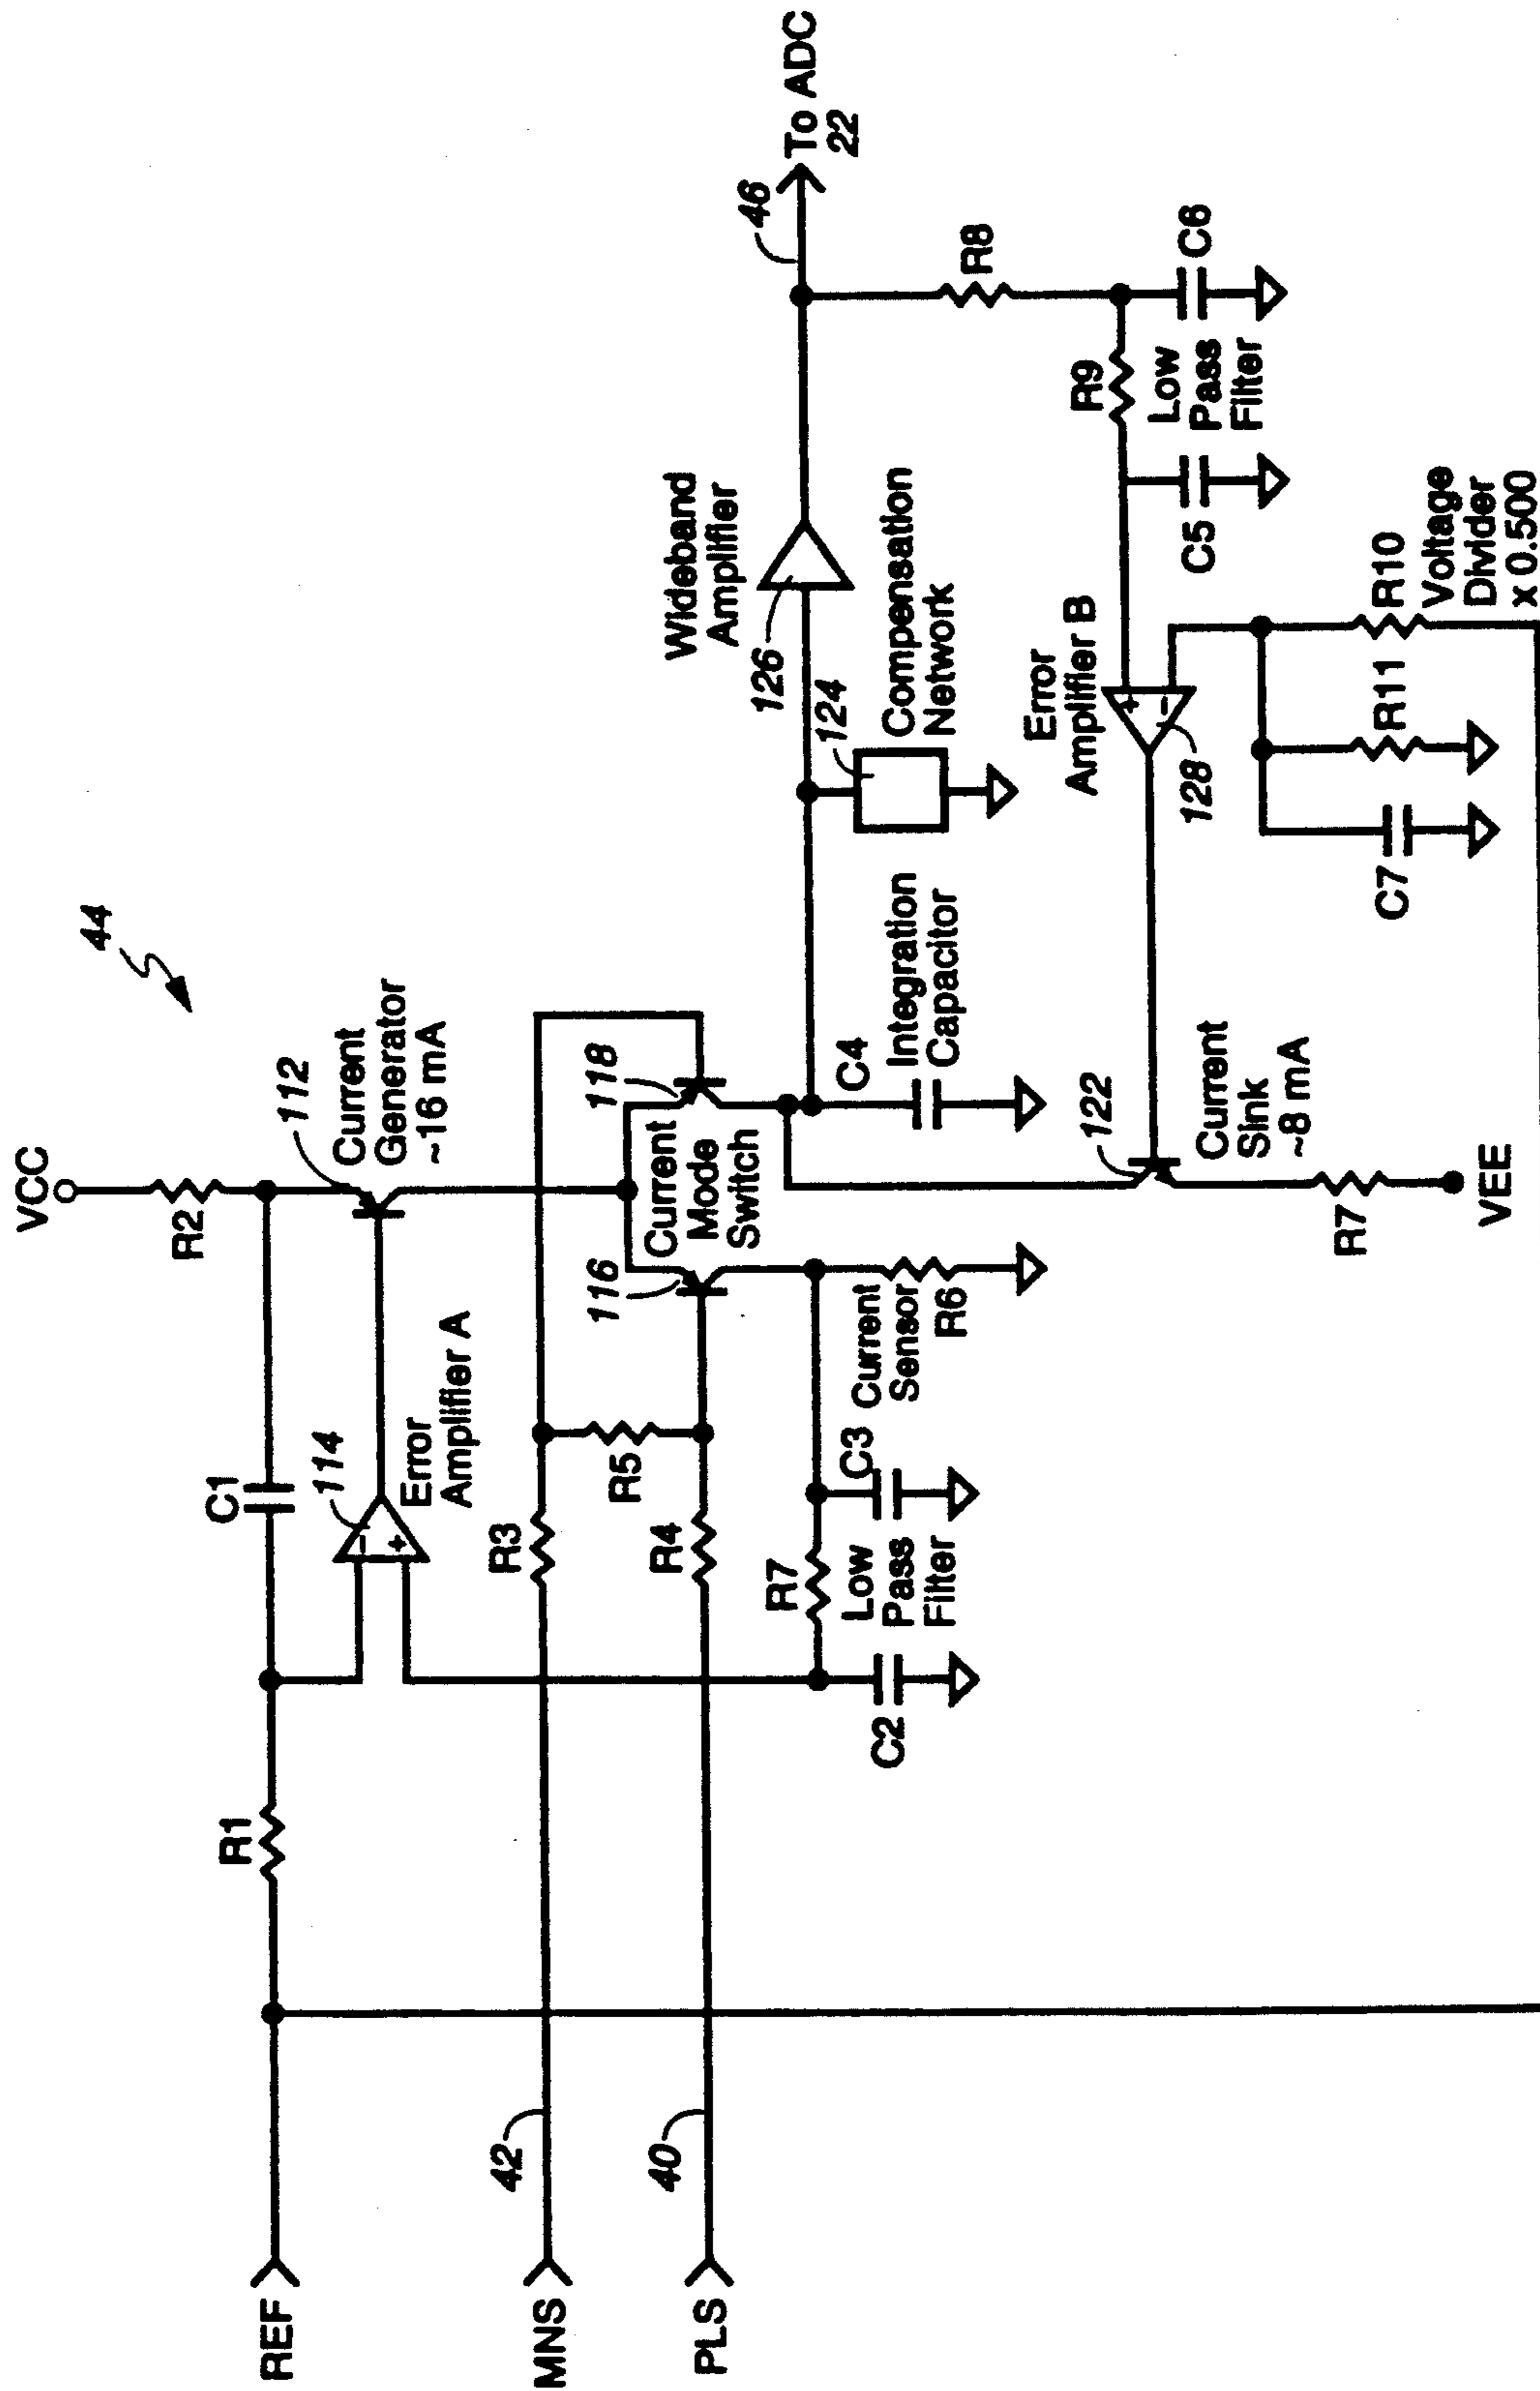 44
VCC
R2
C1
112
Current
Generator
~16 mA
114
Error
Amplifier A
R1
REF
MNS
PLS
42
40
R3
R5
R4
116
118
Current
Mode
Switch
R7
Low
Pass
Filter
C2
C3
Current
Sensor
R6
C4
Integration
Capacitor
122
Current
Sink
~8 mA
R7
VEE
124
Compensation
Network
126
Wideband
Amplifier
46
To ADC
22
R8
C6
R9
Low
Pass
Filter
C5
Error
Amplifier B
128
C7
R11
R10
Voltage
Divider
x 0.500